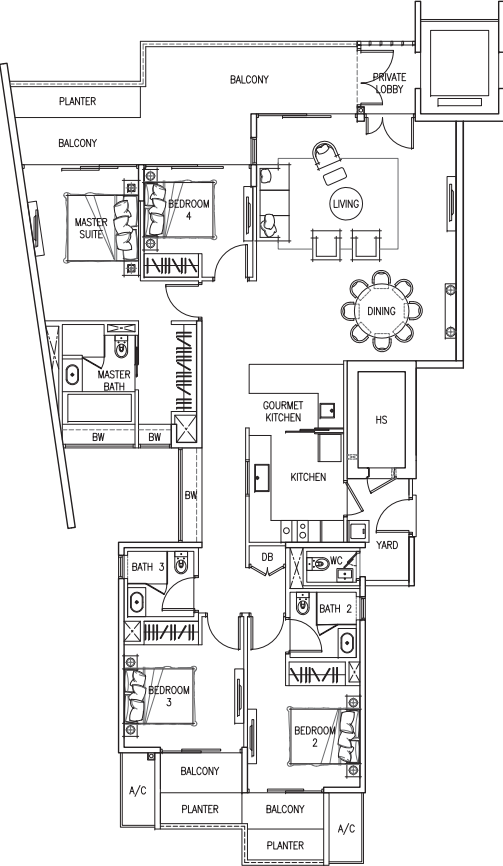 BALCONY
PRIVATE
LOBBY
PLANTER
BALCONY
BEDROOM
4
LIVING
MASTER
SUITE
DINING
MASTER
BATH
GOURMET
KITCHEN
HS
BW
BW
KITCHEN
BW
YARD
DB
BATH 3
WC
BATH 2
BEDROOM
3
BEDROOM
2
BALCONY
A/C
PLANTER
BALCONY
A/C
PLANTER